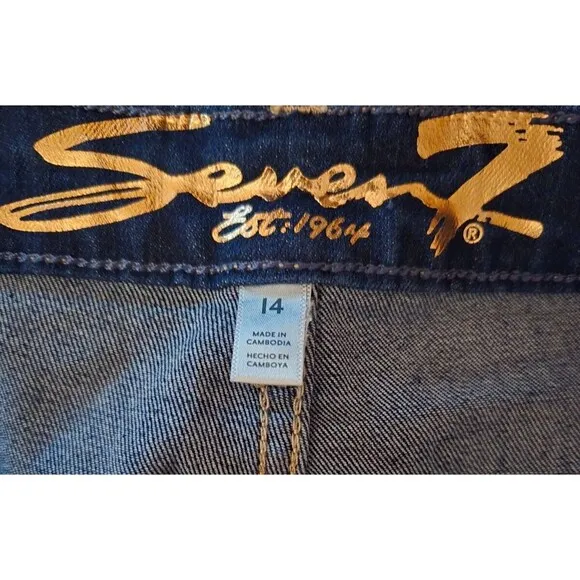 Seven7®
Est: 1964
14
MADE IN
CAMBODIA
HECHO EN
CAMBOYA